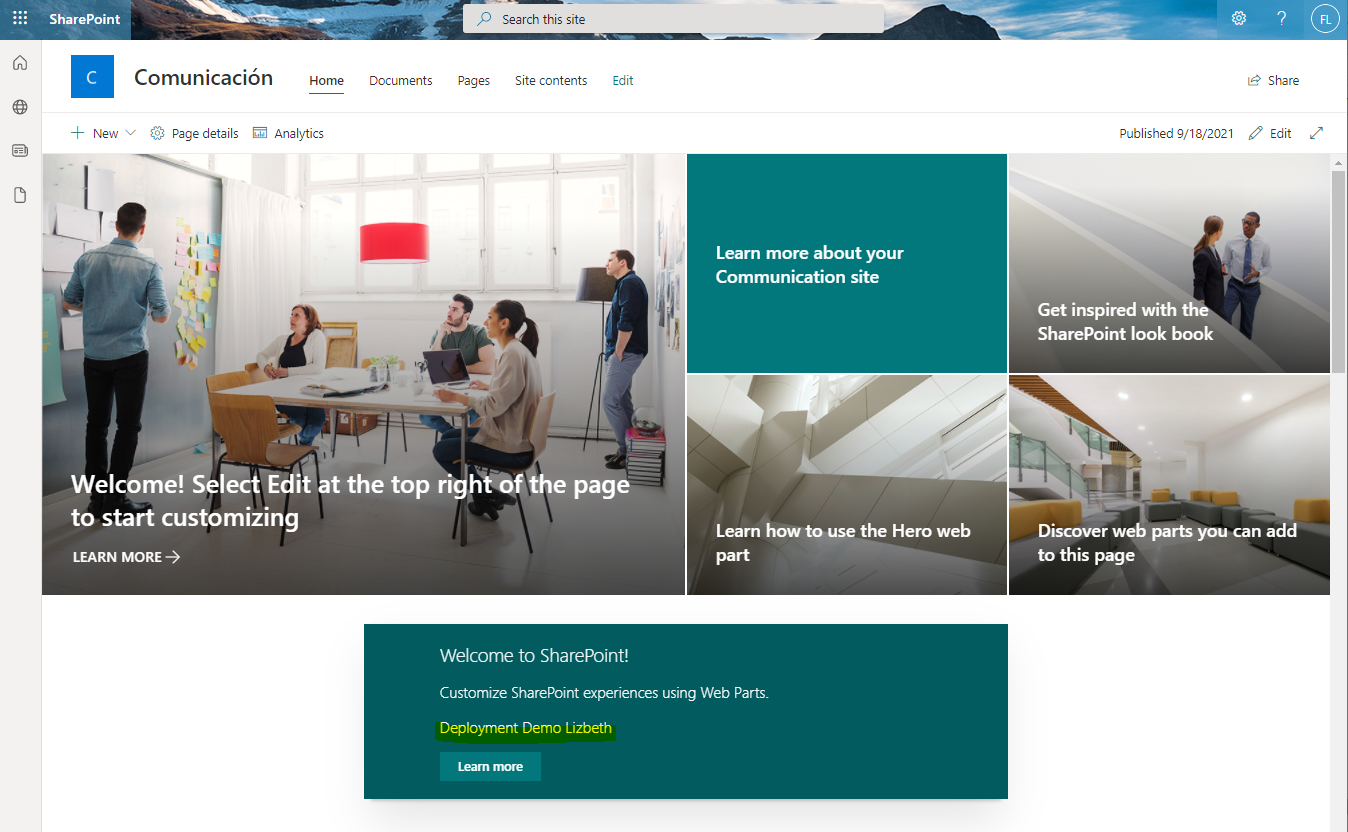 SharePoint
Search this site
?
FL
C
Comunicación
Home
Documents
Pages
Site contents
Edit
Share
New
Page details
Analytics
Published 9/18/2021
Edit
Welcome! Select Edit at the top right of the page
to start customizing
LEARN MORE
Learn more about your
Communication site
Get inspired with the
SharePoint look book
Learn how to use the Hero web
part
Discover web parts you can add
to this page
Welcome to SharePoint!
Customize SharePoint experiences using Web Parts.
Deployment Demo Lizbeth
Learn more